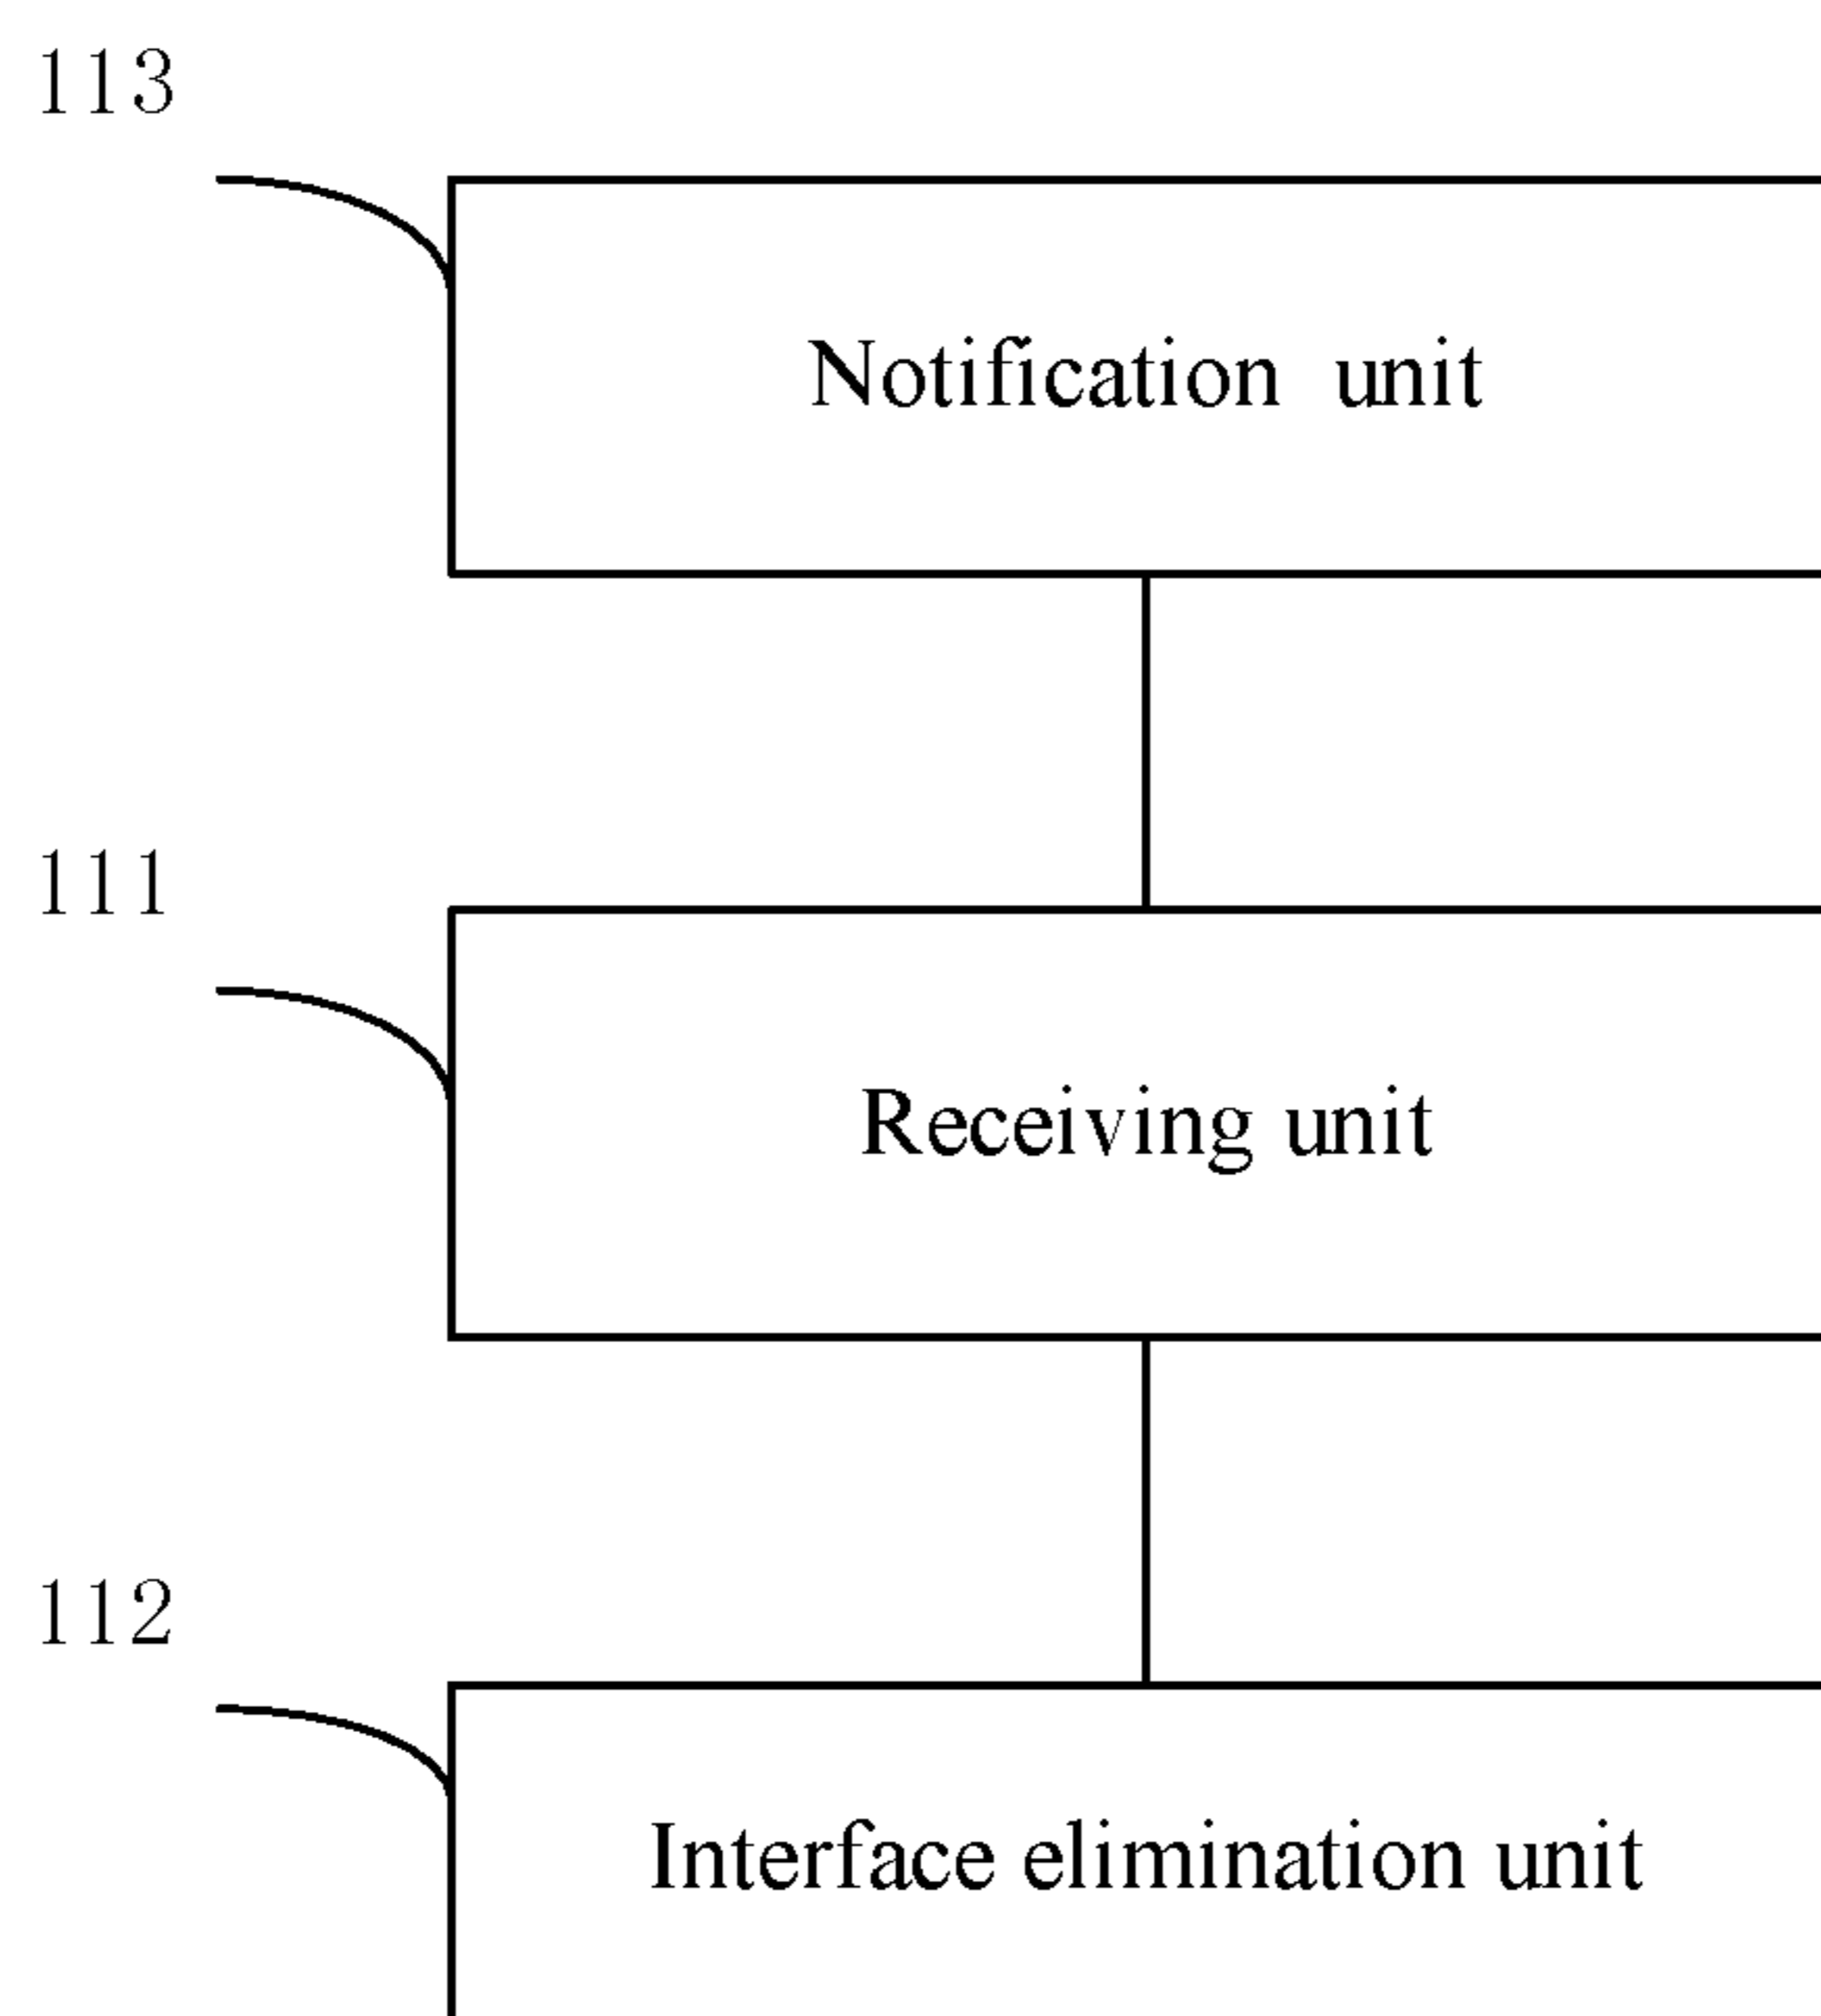 113
Notification unit
111
Receiving unit
112
Interface elimination unit